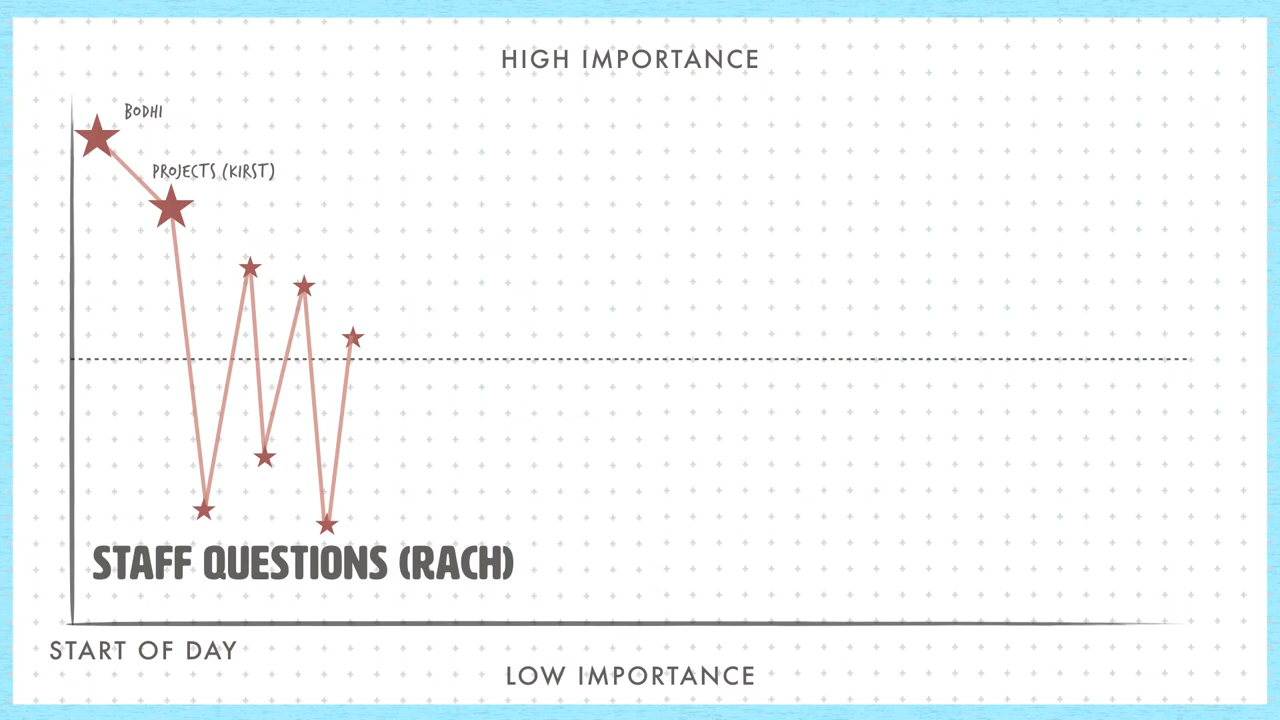 HIGH IMPORTANCE
BODHI
PROJECTS (KIRST)
STAFF QUESTIONS (RACH)
START OF DAY
LOW IMPORTANCE